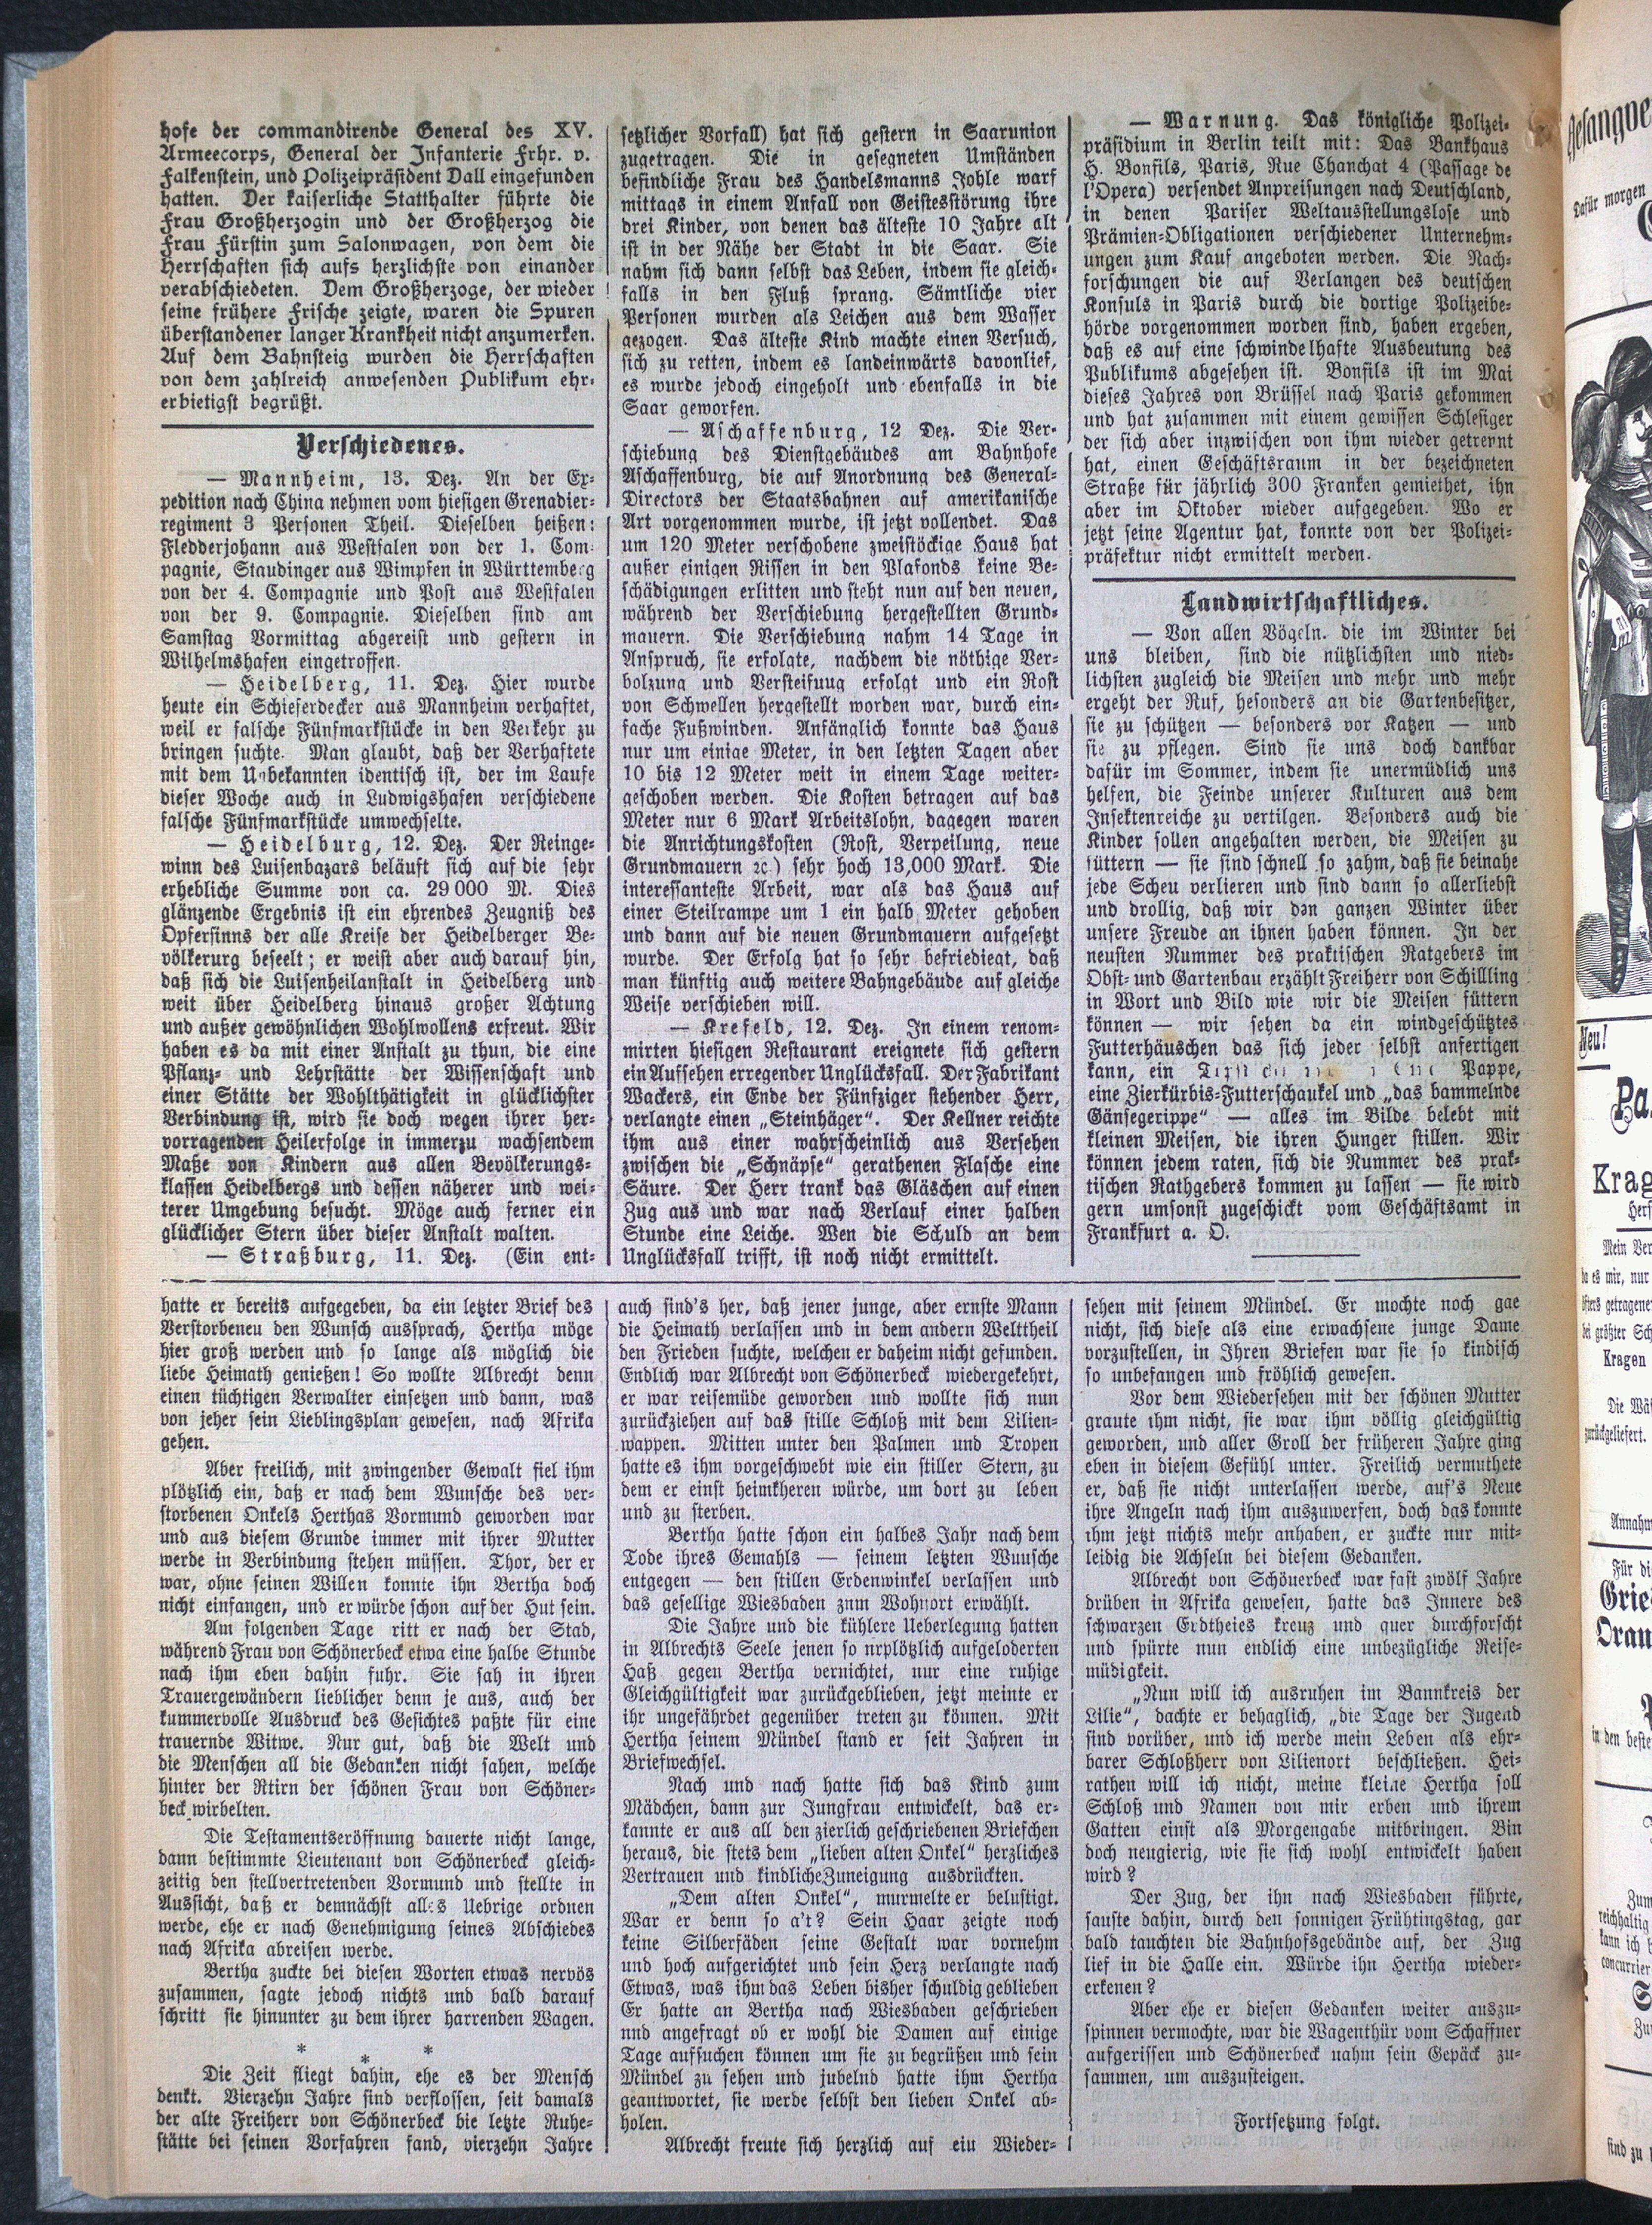 hofe der commandirende General des XV.
Armeecorps, General der Infanterie Frhr. v.
Falkenstein, und Polizeipräsident Dall eingefunden
hatten. Der kaiserliche Statthalter führte die
Frau Großherzogin und der Großherzog die
Frau Fürstin zum Salonwagen, von dem die
Herrschaften sich aufs herzlichste von einander
verabschiedeten. Dem Großherzoge, der wieder
seine frühere Frische zeigte, waren die Spuren
überstandener langer Krankheit nicht anzumerken.
Auf dem Bahnsteig wurden die Herrschaften
von dem zahlreich anwesenden Publikum ehr-
erbietigst begrüßt.
Verschiedenes.
— Mannheim, 13. Dez. An der Ex-
pedition nach China nehmen vom hiesigen Grenadier-
regiment 3 Personen Theil. Dieselben heißen:
Fledderjohann aus Westfalen von der 1. Com-
pagnie, Staudinger aus Wimpfen in Württemberg
von der 4. Compagnie und Post aus Westfalen
von der 9. Compagnie. Dieselben sind am
Samstag Vormittag abgereist und gestern in
Wilhelmshafen eingetroffen.
— Heidelberg, 11. Dez. Hier wurde
heute ein Schieferdecker aus Mannheim verhaftet,
weil er falsche Fünfmarkstücke in den Verkehr zu
bringen suchte. Man glaubt, daß der Verhaftete
mit dem Unbekannten identisch ist, der im Laufe
dieser Woche auch in Ludwigshafen verschiedene
falsche Fünfmarkstücke umwechselte.
— Heidelburg, 12. Dez. Der Reinge-
winn des Luisenbazars beläuft sich auf die sehr
erhebliche Summe von ca. 29 000 M. Dies
glänzende Ergebnis ist ein ehrendes Zeugniß des
Opfersinns der alle Kreise der Heidelberger Be-
völkerurg beseelt; er weist aber auch darauf hin,
daß sich die Luisenheilanstalt in Heidelberg und
weit über Heidelberg hinaus großer Achtung
und außer gewöhnlichen Wohlwollens erfreut. Wir
haben es da mit einer Anstalt zu thun, die eine
Pflanz- und Lehrstätte der Wissenschaft und
einer Stätte der Wohlthätigkeit in glücklichster
Verbindung ist, wird sie doch wegen ihrer her-
vorragenden Heilerfolge in immerzu wachsendem
Maße von Kindern aus allen Bevölkerungs-
klassen Heidelbergs und dessen näherer und wei-
terer Umgebung besucht. Möge auch ferner ein
glücklicher Stern über dieser Anstalt walten.
— Straßburg, 11. Dez. (Ein ent-
setzlicher Vorfall) hat sich gestern in Saarunion
zugetragen. Die in gesegneten Umständen
befindliche Frau des Handelsmanns Johle warf
mittags in einem Anfall von Geistesstörung ihre
drei Kinder, von denen das älteste 10 Jahre alt
ist in der Nähe der Stadt in die Saar. Sie
nahm sich dann selbst das Leben, indem sie gleich-
falls in den Fluß sprang. Sämtliche vier
Personen wurden als Leichen aus dem Wasser
gezogen. Das älteste Kind machte einen Versuch,
sich zu retten, indem es landeinwärts davonlief,
es wurde jedoch eingeholt und ebenfalls in die
Saar geworfen.
— Aschaffenburg, 12 Dez. Die Ver-
schiebung des Dienstgebäudes am Bahnhofe
Aschaffenburg, die auf Anordnung des General-
Directors der Staatsbahnen auf amerikanische
Art vorgenommen wurde, ist jetzt vollendet. Das
um 120 Meter verschobene zweistöckige Haus hat
außer einigen Rissen in den Plafonds keine Be-
schädigungen erlitten und steht nun auf den neuen,
während der Verschiebung hergestellten Grund-
mauern. Die Verschiebung nahm 14 Tage in
Anspruch, sie erfolgte, nachdem die nöthige Ver-
bolzung und Versteifuug erfolgt und ein Rost
von Schwellen hergestellt worden war, durch ein-
fache Fußwinden. Anfänglich konnte das Haus
nur um einige Meter, in den letzten Tagen aber
10 bis 12 Meter weit in einem Tage weiter-
geschoben werden. Die Kosten betragen auf das
Meter nur 6 Mark Arbeitslohn, dagegen waren
die Anrichtungskosten (Rost, Verpeilung, neue
Grundmauern ꝛc.) sehr hoch 13,000 Mark. Die
interessanteste Arbeit, war als das Haus auf
einer Steilrampe um 1 ein halb Meter gehoben
und dann auf die neuen Grundmauern aufgesetzt
wurde. Der Erfolg hat so sehr befriedieat, daß
man künftig auch weitere Bahngebäude auf gleiche
Weise verschieben will.
— Krefeld, 12. Dez. In einem renom-
mirten hiesigen Restaurant ereignete sich gestern
ein Aufsehen erregender Unglücksfall. Der Fabrikant
Wackers, ein Ende der Fünfziger stehender Herr,
verlangte einen „Steinhäger“. Der Kellner reichte
ihm aus einer wahrscheinlich aus Versehen
zwischen die „Schnäpse“ gerathenen Flasche eine
Säure. Der Herr trank das Gläschen auf einen
Zug aus und war nach Verlauf einer halben
Stunde eine Leiche. Wen die Schuld an dem
Unglücksfall trifft, ist noch nicht ermittelt.
— Warnung. Das königliche Polizei-
präsidium in Berlin teilt mit: Das Bankhaus
H. Bonfils, Paris, Rue Chanchat 4 (Passage de
l'Opera) versendet Anpreisungen nach Deutschland,
in denen Pariser Weltausstellungslose und
Prämien-Obligationen verschiedener Unternehm-
ungen zum Kauf angeboten werden. Die Nach-
forschungen die auf Verlangen des deutschen
Konsuls in Paris durch die dortige Polizeibe-
hörde vorgenommen worden sind, haben ergeben,
daß es auf eine schwindelhafte Ausbeutung des
Publikums abgesehen ist. Bonfils ist im Mai
dieses Jahres von Brüssel nach Paris gekommen
und hat zusammen mit einem gewissen Schlesiger
der sich aber inzwischen von ihm wieder getrennt
hat, einen Geschäftsraum in der bezeichneten
Straße für jährlich 300 Franken gemiethet, ihn
aber im Oktober wieder aufgegeben. Wo er
jetzt seine Agentur hat, konnte von der Polizei-
präfektur nicht ermittelt werden.
Landwirtschaftliches.
— Von allen Vögeln. die im Winter bei
uns bleiben, sind die nützlichsten und nied-
lichsten zugleich die Meisen und mehr und mehr
ergeht der Ruf, hesonders an die Gartenbesitzer,
sie zu schützen — besonders vor Katzen — und
sie zu pflegen. Sind sie uns doch dankbar
dafür im Sommer, indem sie unermüdlich uns
helfen, die Feinde unserer Kulturen aus dem
Insektenreiche zu vertilgen. Besonders auch die
Kinder sollen angehalten werden, die Meisen zu
füttern — sie sind schnell so zahm, daß sie beinahe
jede Scheu verlieren und sind dann so allerliebst
und drollig, daß wir den ganzen Winter über
unsere Freude an ihnen haben können. In der
neusten Nummer des praktischen Ratgebers im
Obst- und Gartenbau erzählt Freiherr von Schillling
in Wort und Bild wie wir die Meisen füttern
können — wir sehen da ein windgeschütztes
Futterhäuschen das sich jeder selbst anfertigen
kann, ein Pappe,
eine Zierkürbis-Futterschaukel und „das bammelnde
Gänsegerippe“ — alles im Bilde belebt mit
kleinen Meisen, die ihren Hunger stillen. Wir
können jedem raten, sich die Nummer des prak-
tischen Rathgebers kommen zu lassen — sie wird
gern umsonst zugeschickt vom Geschäftsamt in
Frankfurt a. O.
hatte er bereits aufgegeben, da ein letzter Brief des
Verstorbeneu den Wunsch aussprach, Hertha möge
hier groß werden und so lange als möglich die
liebe Heimath genießen! So wollte Albrecht denn
einen tüchtigen Verwalter einsetzen und dann, was
von jeher sein Lieblingsplan gewesen, nach Afrika
gehen.
Aber freilich, mit zwingender Gewalt fiel ihm
plötzlich ein, daß er nach dem Wunsche des ver-
storbenen Onkels Herthas Vormund geworden war
und aus diesem Grunde immer mit ihrer Mutter
werde in Verbindung stehen müssen. Thor, der er
war, ohne seinen Willen konnte ihn Bertha doch
nicht einfangen, und er würde schon auf der Hut sein.
Am folgenden Tage ritt er nach der Stad,
während Frau von Schönerbeck etwa eine halbe Stunde
nach ihm eben dahin fuhr. Sie sah in ihren
Trauergewändern lieblicher denn je aus, auch der
kummervolle Ausdruck des Gesichtes paßte für eine
trauernde Witwe. Nur gut, daß die Welt und
die Menschen all die Gedanken nicht sahen, welche
hinter der Rtirn der schönen Frau von Schöner-
beck wirbelten.
Die Testamentseröffnung dauerte nicht lange,
dann bestimmte Lieutenant von Schönerbeck gleich-
zeitig den stellvertretenden Vormund und stellte in
Aussicht, daß er demnächst alles Uebrige ordnen
werde, ehe er nach Genehmigung seines Abschiedes
nach Afrika abreisen werde.
Bertha zuckte bei diesen Worten etwas nervös
zusammen, sagte jedoch nichts und bald darauf
schritt sie hinunter zu dem ihrer harrenden Wagen.
* * *
Die Zeit fliegt dahin, ehe es der Mensch
denkt. Vierzehn Jahre sind verflossen, seit damals
der alte Freiherr von Schönerbeck die letzte Ruhe-
stätte bei seinen Vorfahren fand, vierzehn Jahre
auch sind's her, daß jener junge, aber ernste Mann
die Heimath verlassen und in dem andern Welttheil
den Frieden suchte, welchen er daheim nicht gefunden.
Endlich war Albrecht von Schönerbeck wiedergekehrt,
er war reisemüde geworden und wollte sich nun
zurückziehen auf das stille Schloß mit dem Lilien-
wappen. Mitten unter den Palmen und Tropen
hatte es ihm vorgeschwebt wie ein stiller Stern, zu
dem er einst heimkheren würde, um dort zu leben
und zu sterben.
Bertha hatte schon ein halbes Jahr nach dem
Tode ihres Gemahls — seinem letzten Wunsche
entgegen — den stillen Erdenwinkel verlassen und
das gesellige Wiesbaden znm Wohnort erwählt.
Die Jahre und die kühlere Ueberlegung hatten
in Albrechts Seele jenen so nrplötzlich aufgeloderten
Haß gegen Bertha vernichtet, nur eine ruhige
Gleichgültigkeit war zurückgeblieben, jetzt meinte er
ihr ungefährdet gegenüber treten zu können. Mit
Hertha seinem Mündel stand er seit Jahren in
Briefwechsel.
Nach und nach hatte sich das Kind zum
Mädchen, dann zur Jungfrau entwickelt, das er-
kannte er aus all den zierlich geschriebenen Briefchen
heraus, die stets dem „lieben alten Onkel“ herzliches
Vertrauen und kindliche Zuneigung ausdrückten.
„Dem alten Onkel“, murmelte er belustigt.
War er denn so a't? Sein Haar zeigte noch
keine Silberfäden seine Gestalt war vornehm
und hoch aufgerichtet und sein Herz verlangte nach
Etwas, was ihm das Leben bisher schuldig geblieben
Er hatte an Bertha nach Wiesbaden geschrieben
nnd angefragt ob er wohl die Damen auf einige
Tage aufsuchen können um sie zu begrüßen und sein
Mündel zu sehen und jubelnd hatte ihm Hertha
geantwortet, sie werde selbst den lieben Onkel ab-
holen.
Albrecht freute sich herzlich auf ein Wieder-
sehen mit seinem Mündel. Er mochte noch gae
nicht, sich diese als eine erwachsene junge Dame
vorzustellen, in Ihren Briefen war sie so kindisch
so unbefangen und fröhlich gewesen.
Vor dem Wiedersehen mit der schönen Mutter
graute ihm nicht, sie war ihm völlig gleichgültig
geworden, und aller Groll der früheren Jahre ging
eben in diesem Gefühl unter. Freilich vermuthete
er, daß sie nicht unterlassen werde, auf's Neue
ihre Angeln nach ihm auszuwerfen, doch das konnte
ihm jetzt nichts mehr anhaben, er zuckte nur mit-
leidig die Achseln bei diesem Gedanken.
Albrecht von Schönerbeck war fast zwölf Jahre
drüben in Afrika gewesen, hatte das Innere des
schwarzen Erdtheies kreuz und quer durchforscht
und spürte nun endlich eine unbezügliche Reise-
müdigkeit.
„Nun will ich ausruhen im Bannkreis der
Lilie“, dachte er behaglich, „die Tage der Jugend
sind vorüber, und ich werde mein Leben als ehr-
barer Schloßherr von Lilienort beschließen. Hei-
rathen will ich nicht, meine kleine Hertha soll
Schloß und Namen von mir erben und ihrem
Gatten einst als Morgengabe mitbringen. Bin
doch neugierig, wie sie sich wohl entwickelt haben
wird?
Der Zug, der ihn nach Wiesbaden führte,
sauste dahin, durch den sonnigen Frühtingstag, gar
bald tauchten die Bahnhofsgebände auf, der Zug
lief in die Halle ein. Würde ihn Hertha wieder-
erkenen?
Aber ehe er diesen Gedanken weiter auszu-
spinnen vermochte, war die Wagenthür vom Schaffner
aufgerissen und Schönerbeck nahm sein Gepäck zu-
sammen, um auszusteigen.
Fortsetzung folgt.
Dafür morgen
Neu!
Krag
Mein Ver
da es mir, nur
Kragen
zurückgeliefert.
Annahm
Für di
in den beste
Zum
reichhaltig
kann ich
concurrier
sind zu